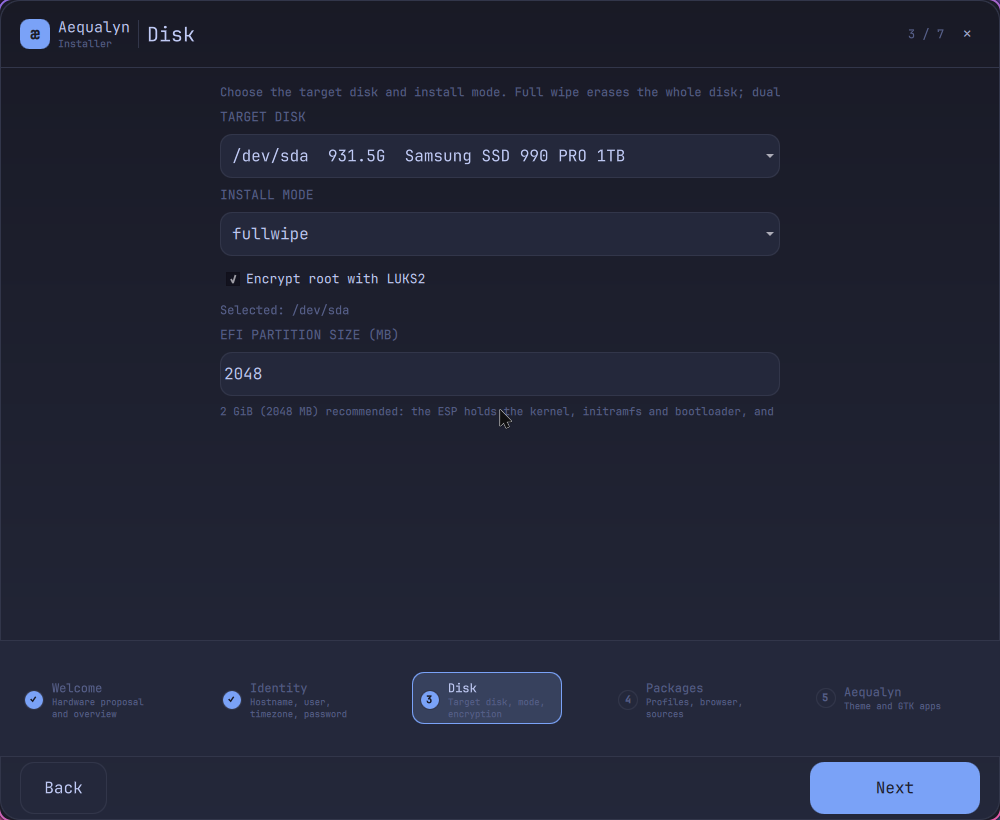 æ
Aequalyn
Installer
Disk
3 / 7
×
Choose the target disk and install mode. Full wipe erases the whole disk; dual
TARGET DISK
/dev/sda  931.5G  Samsung SSD 990 PRO 1TB
INSTALL MODE
fullwipe
Encrypt root with LUKS2
Selected: /dev/sda
EFI PARTITION SIZE (MB)
2048
2 GiB (2048 MB) recommended: the ESP holds the kernel, initramfs and bootloader, and
Welcome
Hardware proposal
and overview
Identity
Hostname, user,
timezone, password
3
Disk
Target disk, mode,
encryption
4
Packages
Profiles, browser,
sources
5
Aequalyn
Theme and GTK apps
Back
Next